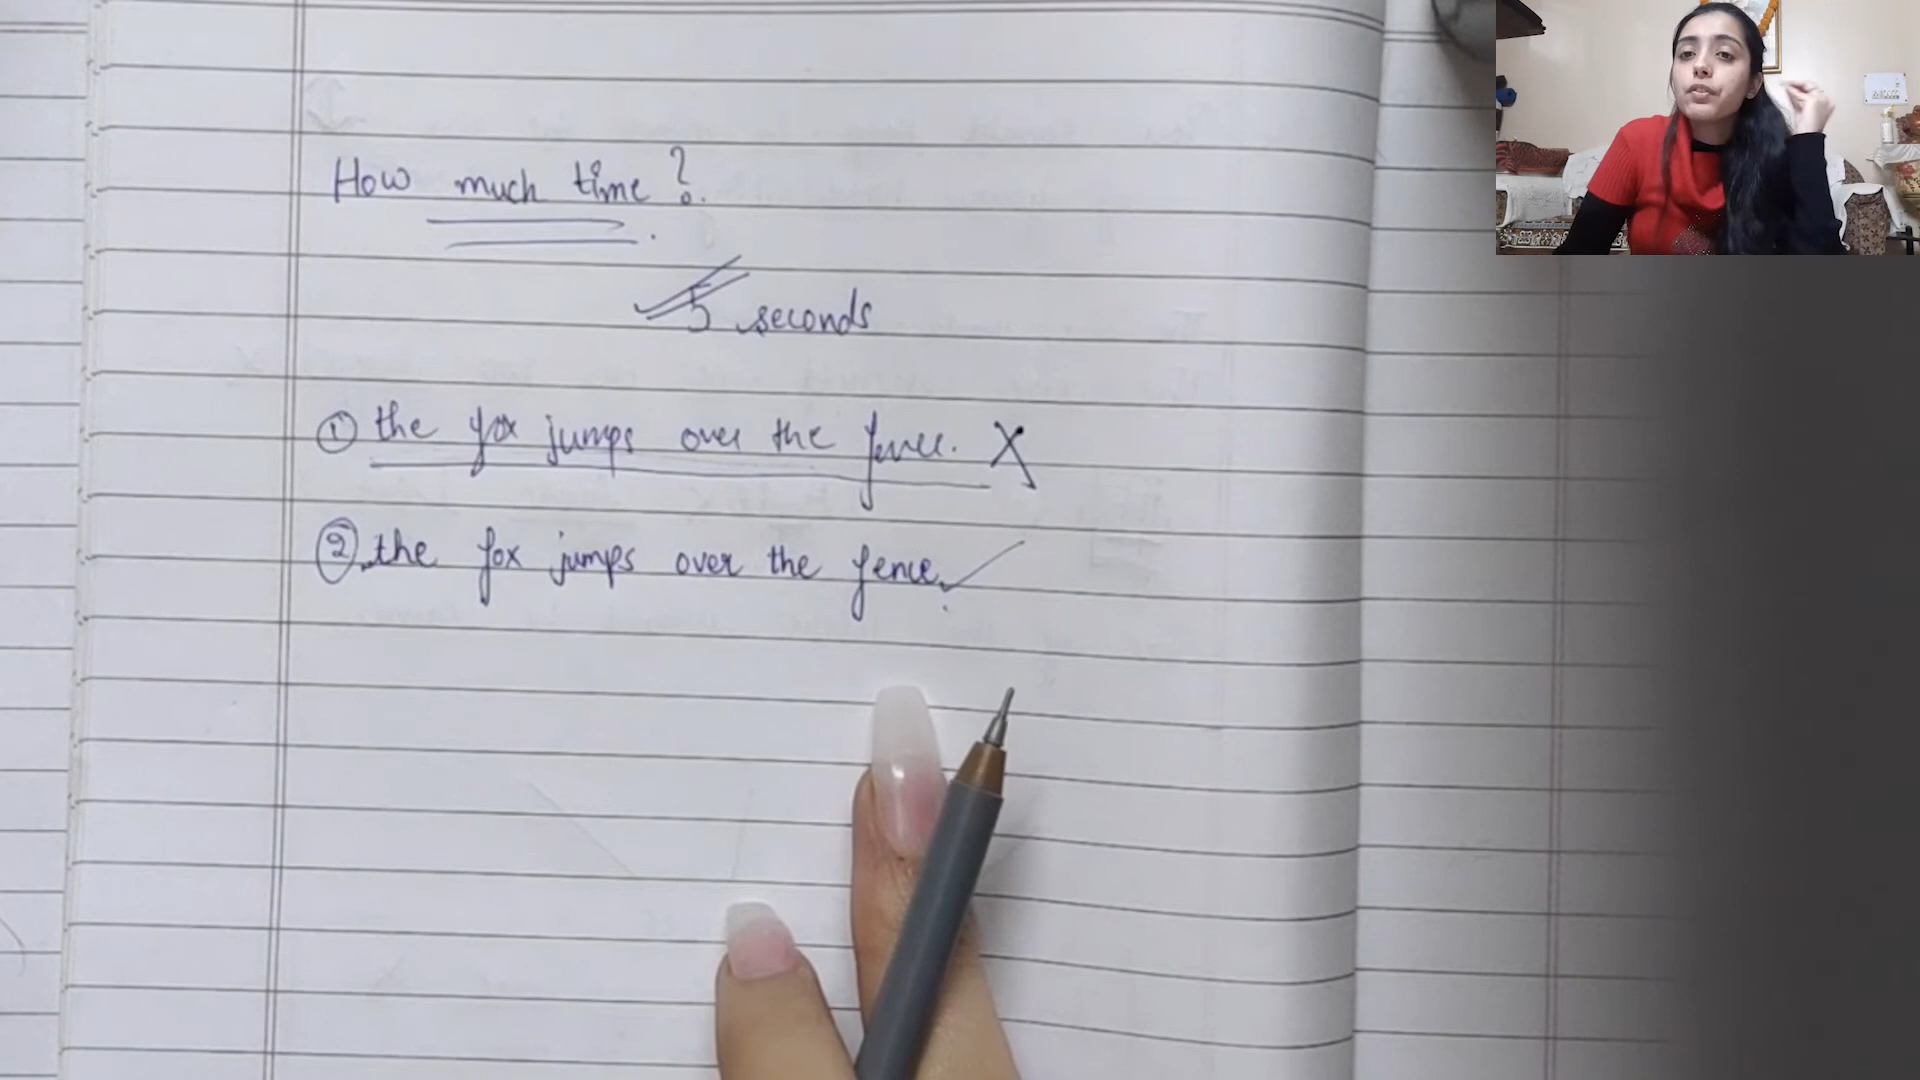 How much time?
5 seconds
① the fox jumps over the fence. X
② the fox jumps over the fence. ✓